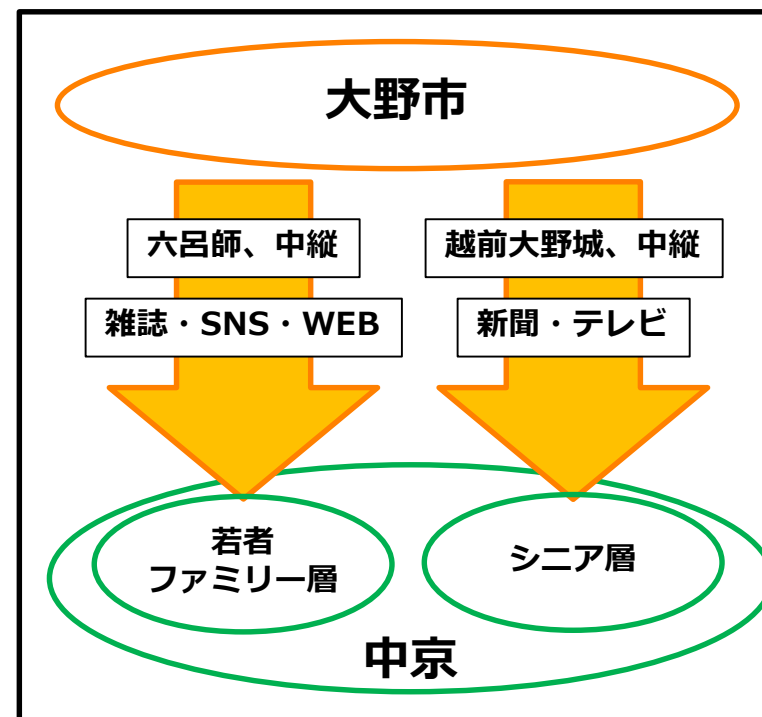 大野市
六呂師、中縦
越前大野城、中縦
雑誌・SNS・WEB
新聞・テレビ
若者
ファミリー層
シニア層
中京